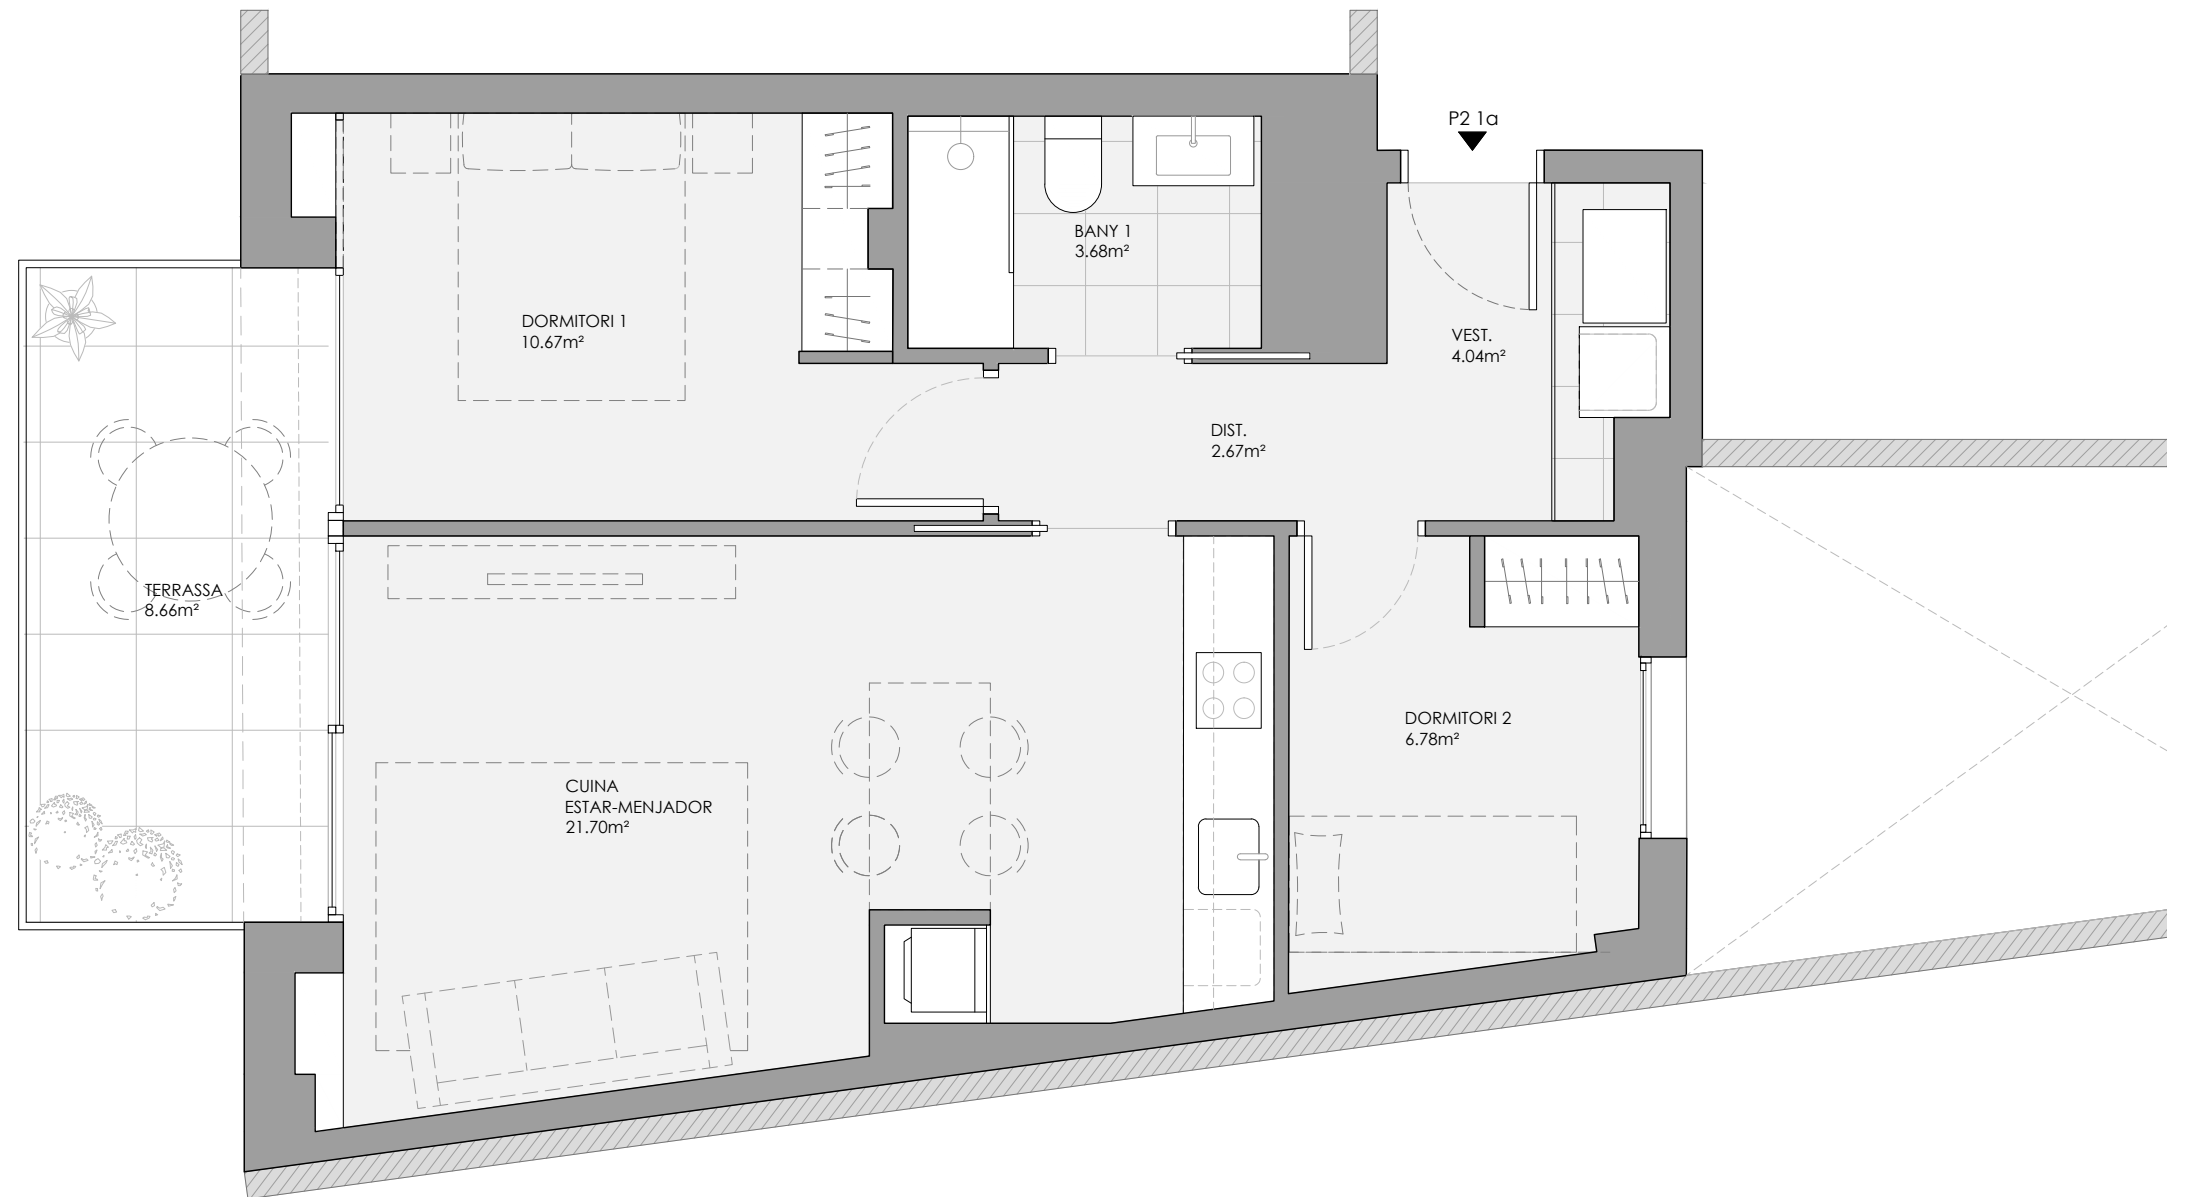 P2 1a
BANY 1
3.68m²
DORMITORI 1
10.67m²
VEST.
4.04m²
DIST.
2.67m²
TERRASSA
8.66m²
DORMITORI 2
6.78m²
CUINA
ESTAR-MENJADOR
21.70m²